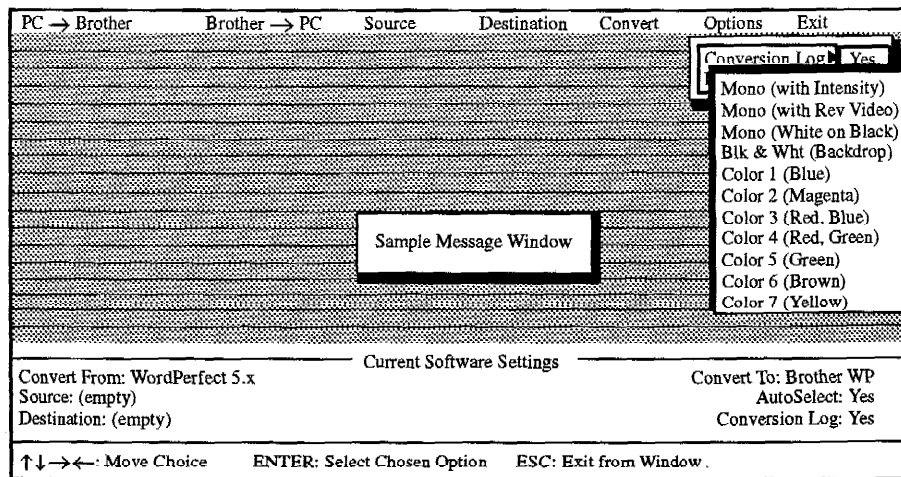 PC → Brother Brother → PC Source Destination Convert Options Exit
Conversion Log Yes
Mono (with Intensity)
Mono (with Rev Video)
Mono (White on Black)
Blk & Wht (Backdrop)
Color 1 (Blue)
Color 2 (Magenta)
Color 3 (Red. Blue)
Color 4 (Red, Green)
Color 5 (Green)
Color 6 (Brown)
Color 7 (Yellow)
Sample Message Window
Current Software Settings
Convert From: WordPerfect 5.x Convert To: Brother WP
Source: (empty) AutoSelect: Yes
Destination: (empty) Conversion Log: Yes
↑↓→←: Move Choice ENTER: Select Chosen Option ESC: Exit from Window.